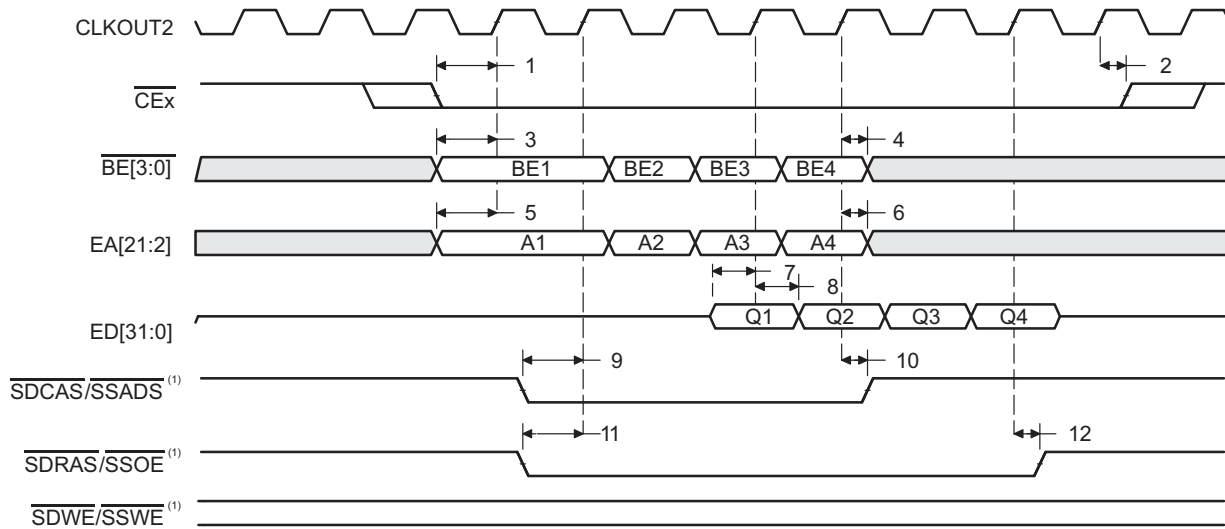 CLKOUT2
1 2
CEx
3 4
BE[3:0] BE1 BE2 BE3 BE4
5 6
EA[21:2] A1 A2 A3 A4
7
8
ED[31:0] Q1 Q2 Q3 Q4
9 10
SDCAS/SSADS (1)
11 12
SDRAS/SSOE (1)
SDWE/SSWE (1)